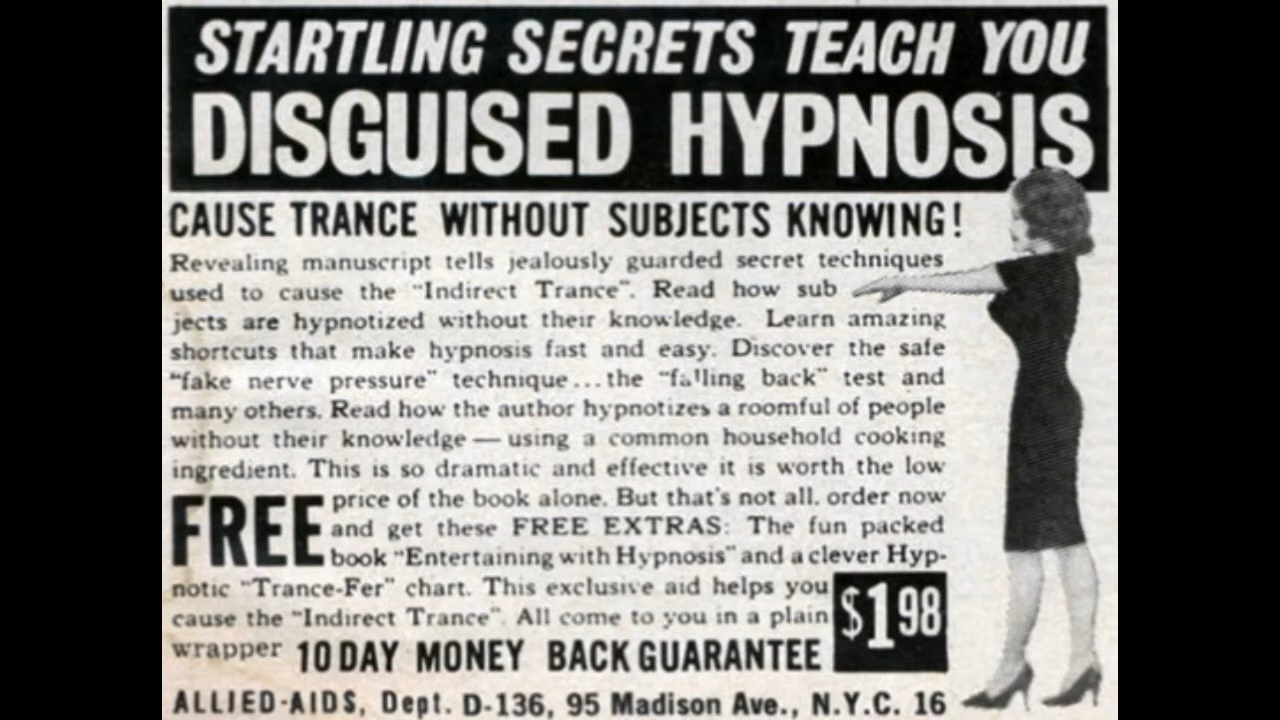 STARTLING SECRETS TEACH YOU
DISGUISED HYPNOSIS
CAUSE TRANCE WITHOUT SUBJECTS KNOWING!
Revealing manuscript tells jealously guarded secret techniques
used to cause the "Indirect Trance". Read how sub
jects are hypnotized without their knowledge. Learn amazing
shortcuts that make hypnosis fast and easy. Discover the safe
"fake nerve pressure" technique...the "falling back" test and
many others. Read how the author hypnotizes a roomful of people
without their knowledge — using a common household cooking
ingredient. This is so dramatic and effective it is worth the low
FREE price of the book alone. But that's not all. order now
and get these FREE EXTRAS: The fun packed
book "Entertaining with Hypnosis" and a clever Hyp-
notic "Trance-Fer" chart. This exclusive aid helps you
cause the "Indirect Trance". All come to you in a plain
wrapper 10 DAY MONEY BACK GUARANTEE
$1 98
ALLIED-AIDS, Dept. D-136, 95 Madison Ave., N.Y.C. 16